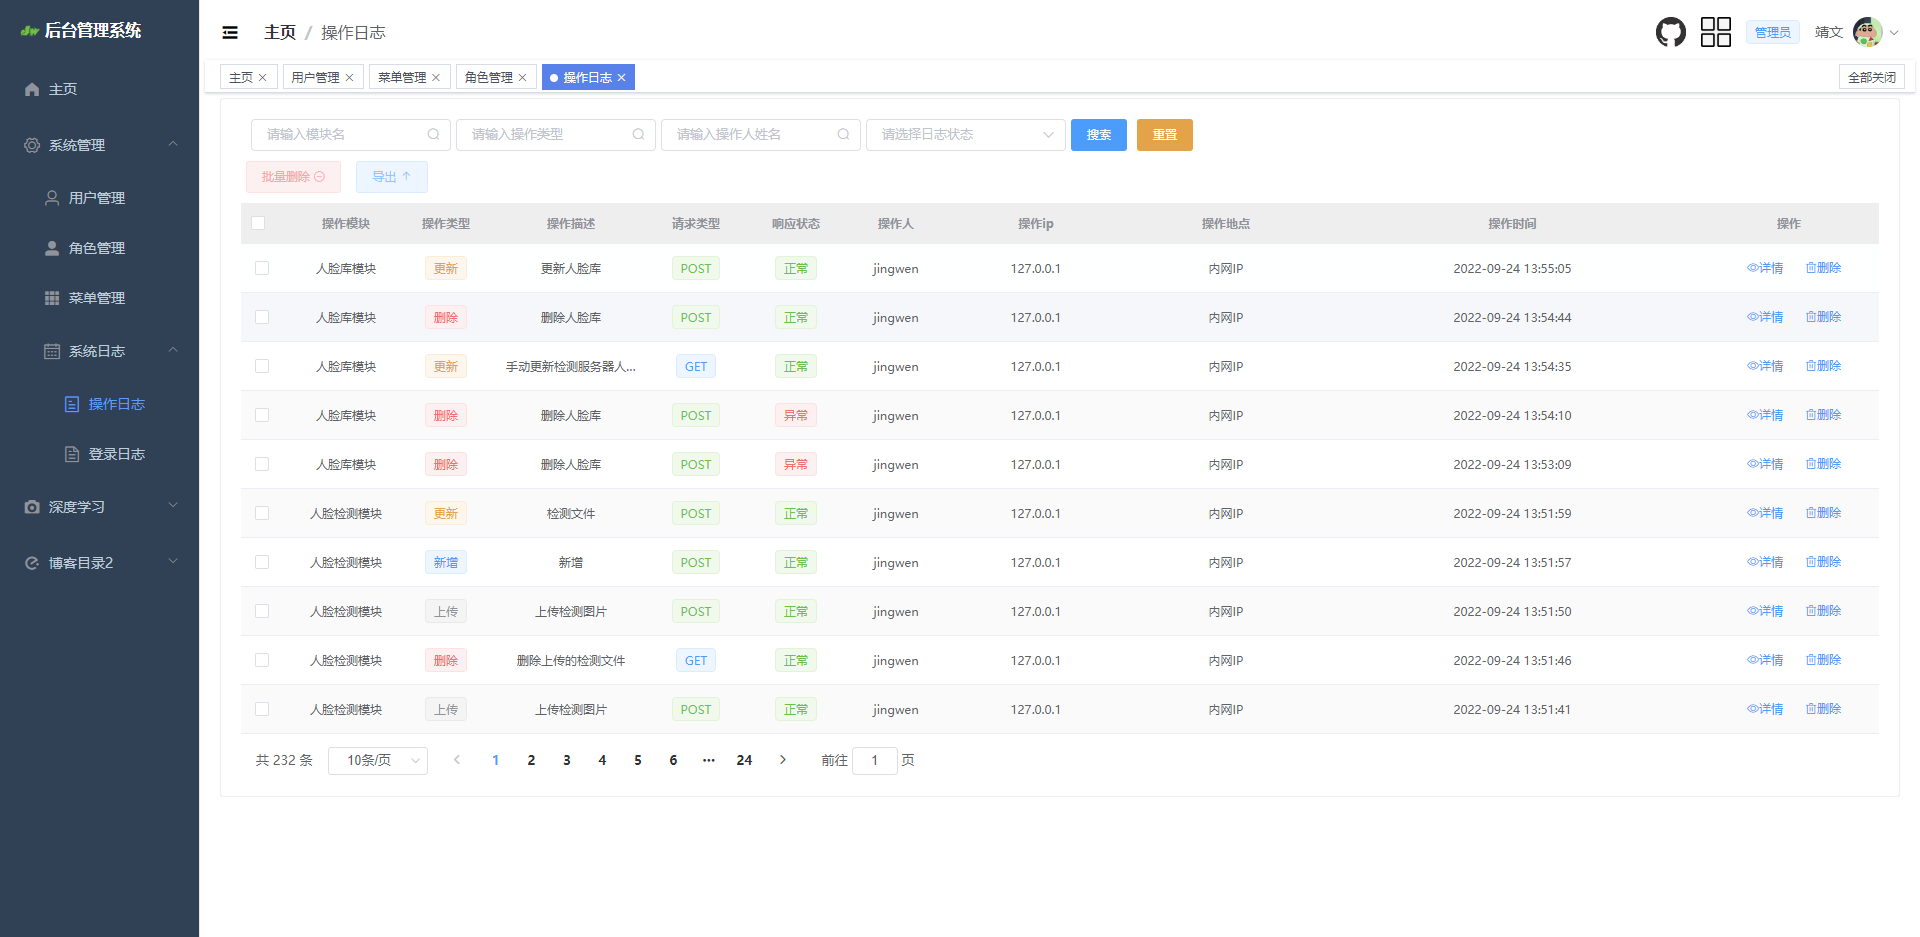 JW 后台管理系统
主页
系统管理
用户管理
角色管理
菜单管理
系统日志
操作日志
登录日志
深度学习
博客目录2
主页 / 操作日志
管理员 靖文
主页 用户管理 菜单管理 角色管理 操作日志 全部关闭
请输入模块名 请输入操作类型 请输入操作人姓名 请选择日志状态 搜索 重置
批量删除 导出
操作模块 操作类型 操作描述 请求类型 响应状态 操作人 操作ip 操作地点 操作时间 操作
人脸库模块 更新 更新人脸库 POST 正常 jingwen 127.0.0.1 内网IP 2022-09-24 13:55:05 详情 删除
人脸库模块 删除 删除人脸库 POST 正常 jingwen 127.0.0.1 内网IP 2022-09-24 13:54:44 详情 删除
人脸库模块 更新 手动更新检测服务器人... GET 正常 jingwen 127.0.0.1 内网IP 2022-09-24 13:54:35 详情 删除
人脸库模块 删除 删除人脸库 POST 异常 jingwen 127.0.0.1 内网IP 2022-09-24 13:54:10 详情 删除
人脸库模块 删除 删除人脸库 POST 异常 jingwen 127.0.0.1 内网IP 2022-09-24 13:53:09 详情 删除
人脸检测模块 更新 检测文件 POST 正常 jingwen 127.0.0.1 内网IP 2022-09-24 13:51:59 详情 删除
人脸检测模块 新增 新增 POST 正常 jingwen 127.0.0.1 内网IP 2022-09-24 13:51:57 详情 删除
人脸检测模块 上传 上传检测图片 POST 正常 jingwen 127.0.0.1 内网IP 2022-09-24 13:51:50 详情 删除
人脸检测模块 删除 删除上传的检测文件 GET 正常 jingwen 127.0.0.1 内网IP 2022-09-24 13:51:46 详情 删除
人脸检测模块 上传 上传检测图片 POST 正常 jingwen 127.0.0.1 内网IP 2022-09-24 13:51:41 详情 删除
共 232 条 10条/页 1 2 3 4 5 6 ··· 24 前往 1 页